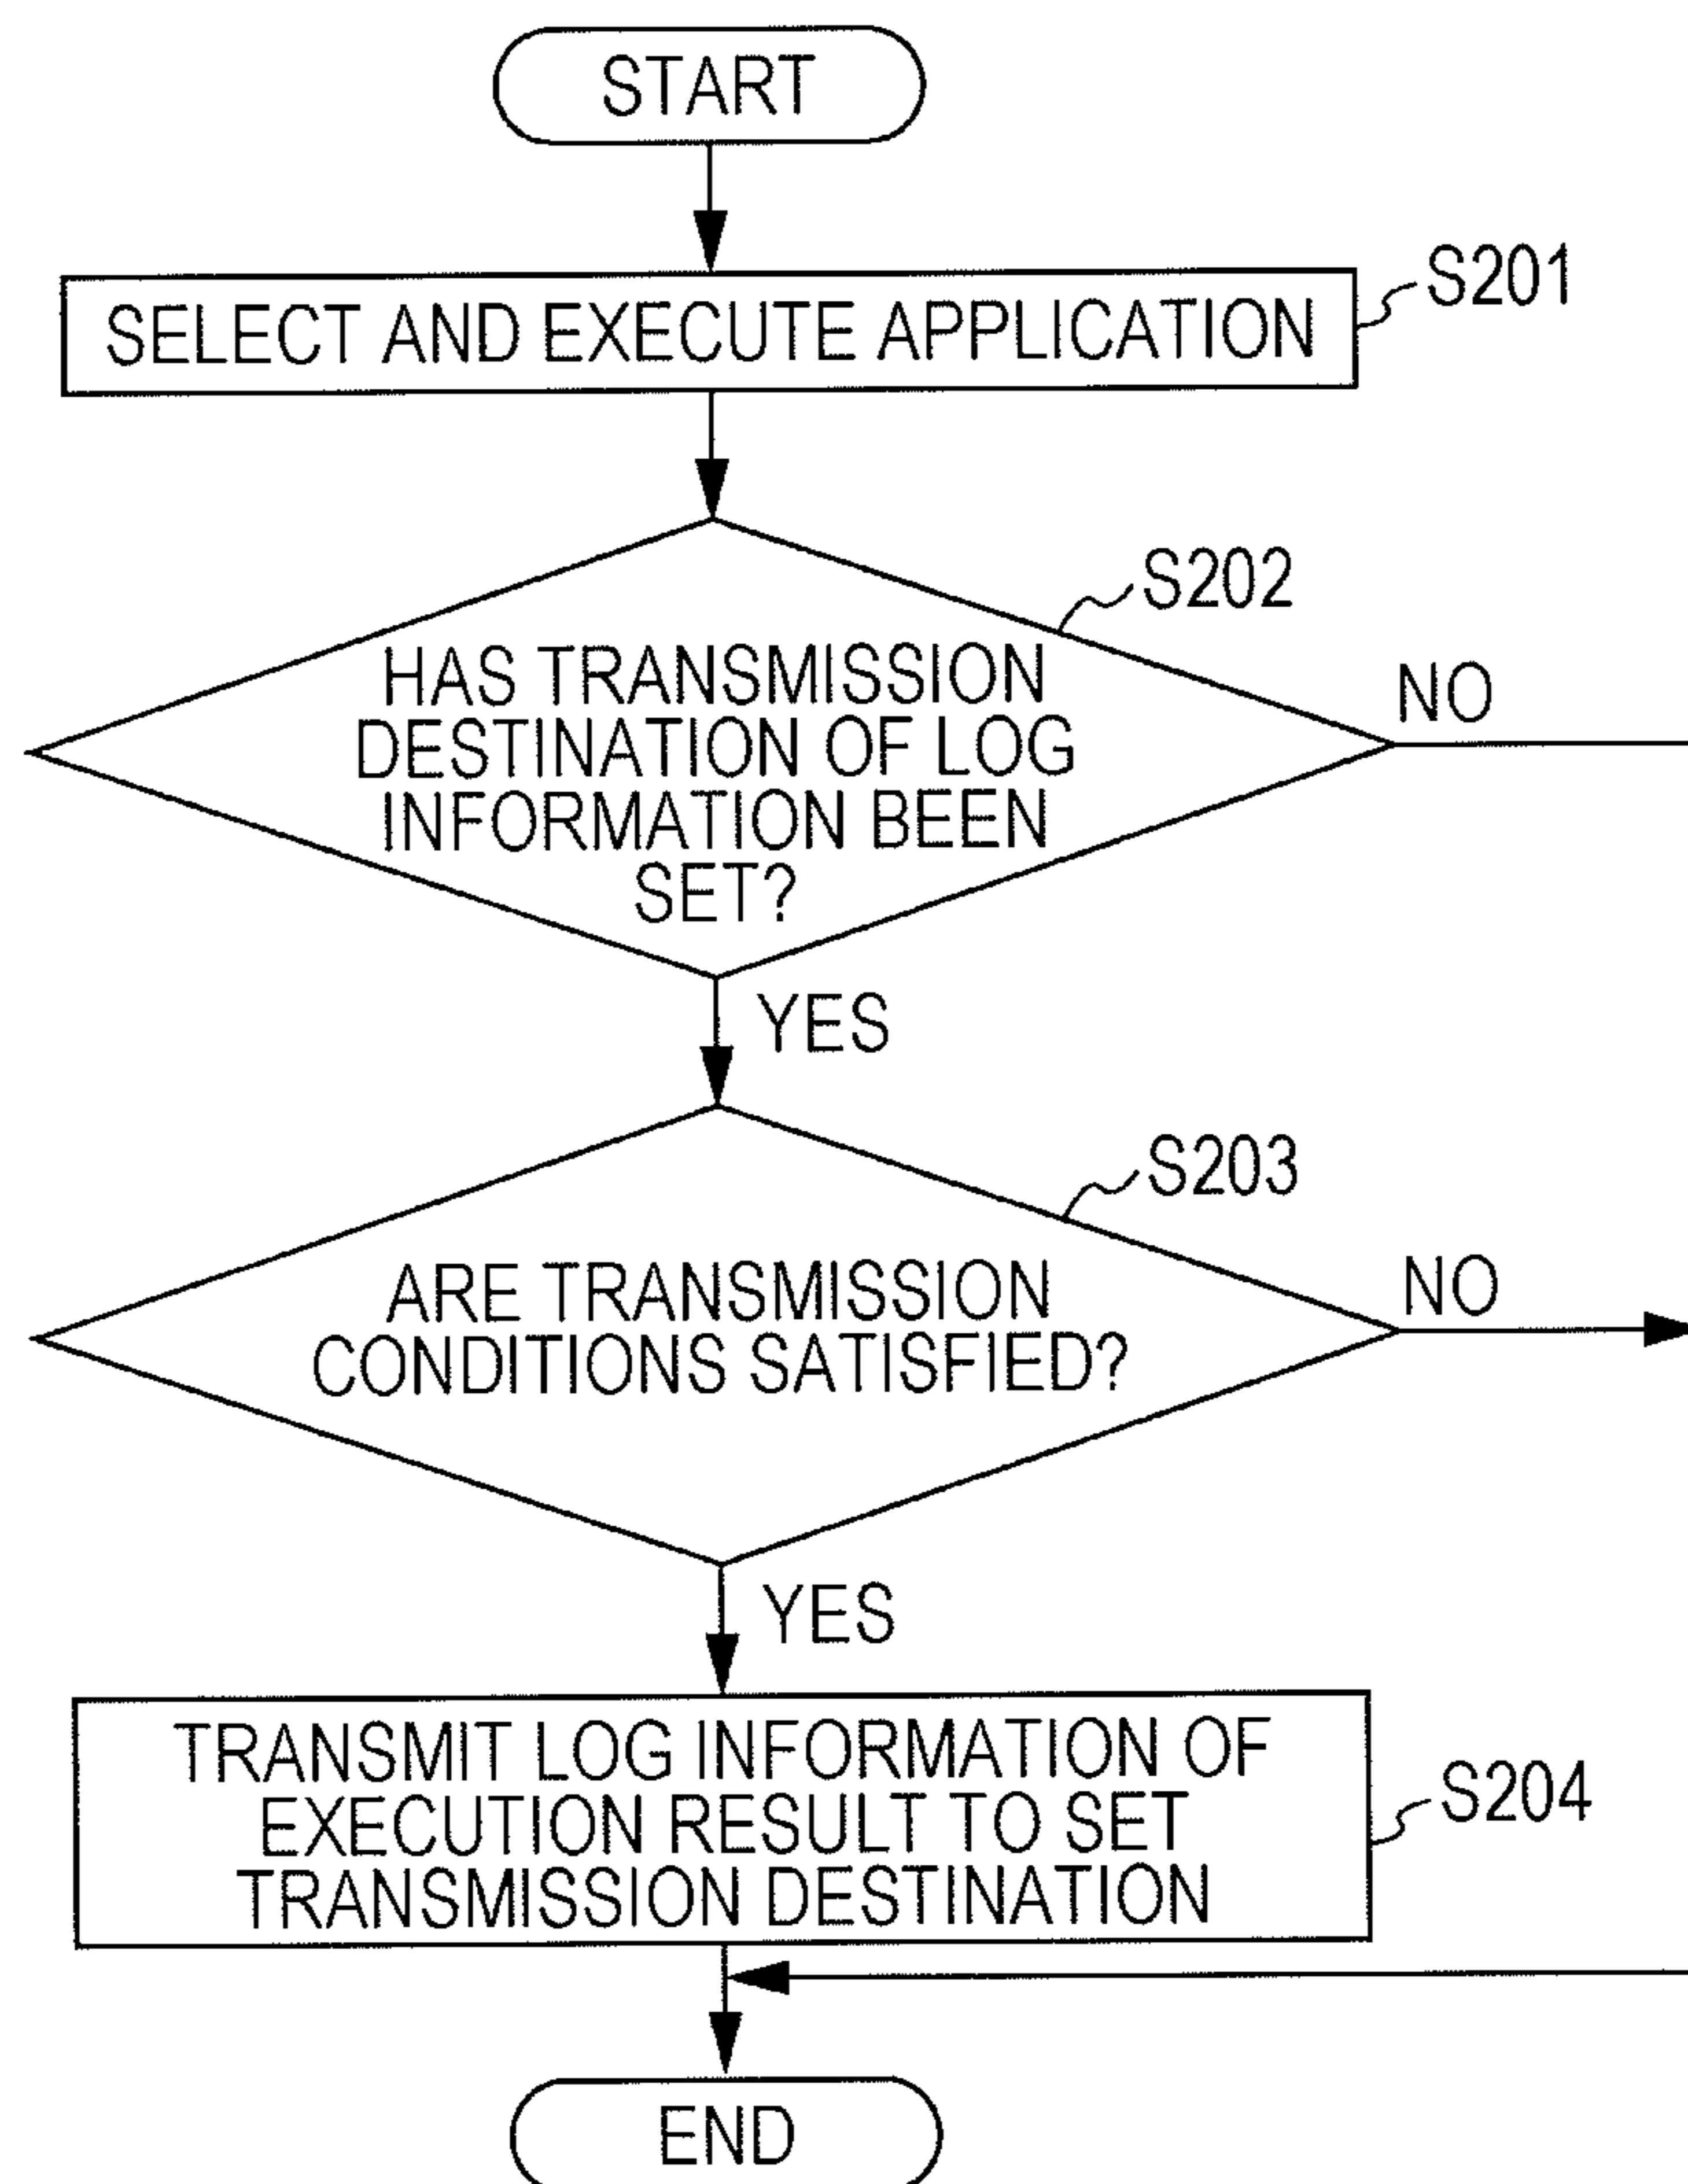 START
SELECT AND EXECUTE APPLICATION
S201
S202
HAS TRANSMISSION
DESTINATION OF LOG
INFORMATION BEEN
SET?
NO
YES
S203
ARE TRANSMISSION
CONDITIONS SATISFIED?
NO
YES
TRANSMIT LOG INFORMATION OF
EXECUTION RESULT TO SET
TRANSMISSION DESTINATION
S204
END